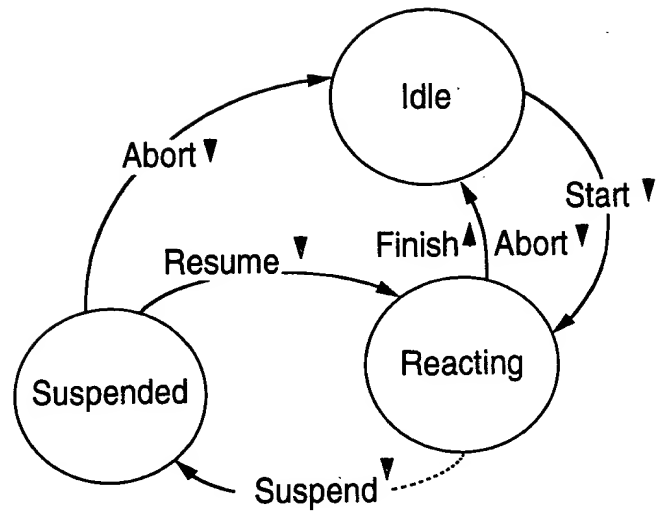 Idle
Abort
Start
Finish Abort
Resume
Reacting
Suspended
Suspend